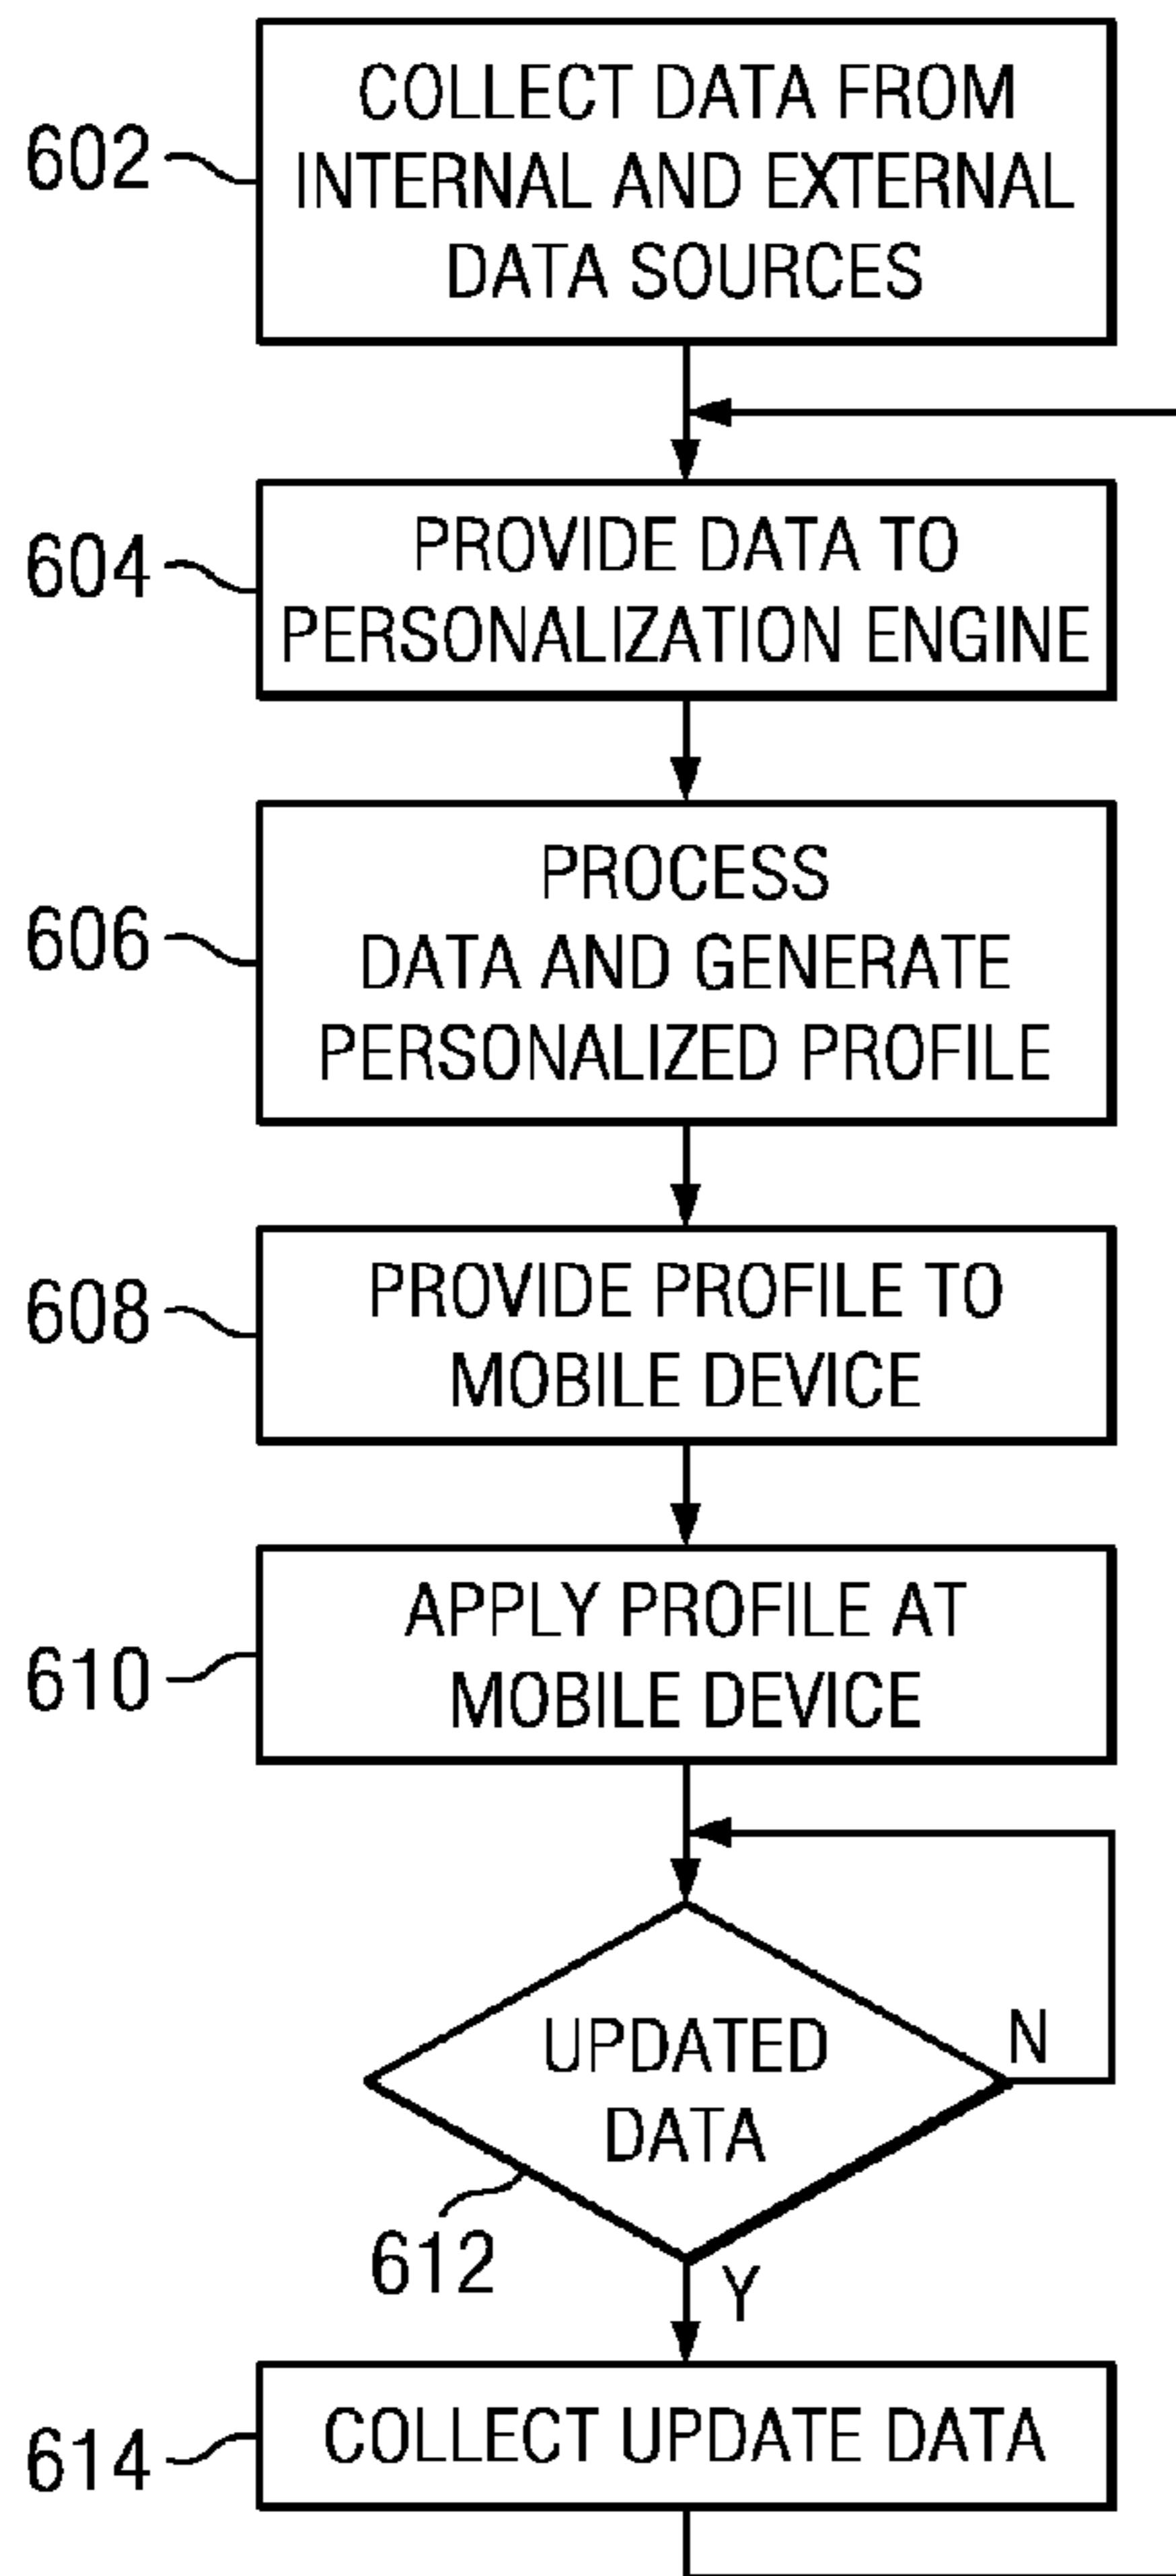 602
COLLECT DATA FROM
INTERNAL AND EXTERNAL
DATA SOURCES
604
PROVIDE DATA TO
PERSONALIZATION ENGINE
606
PROCESS
DATA AND GENERATE
PERSONALIZED PROFILE
608
PROVIDE PROFILE TO
MOBILE DEVICE
610
APPLY PROFILE AT
MOBILE DEVICE
UPDATED
DATA
N
612
Y
614
COLLECT UPDATE DATA